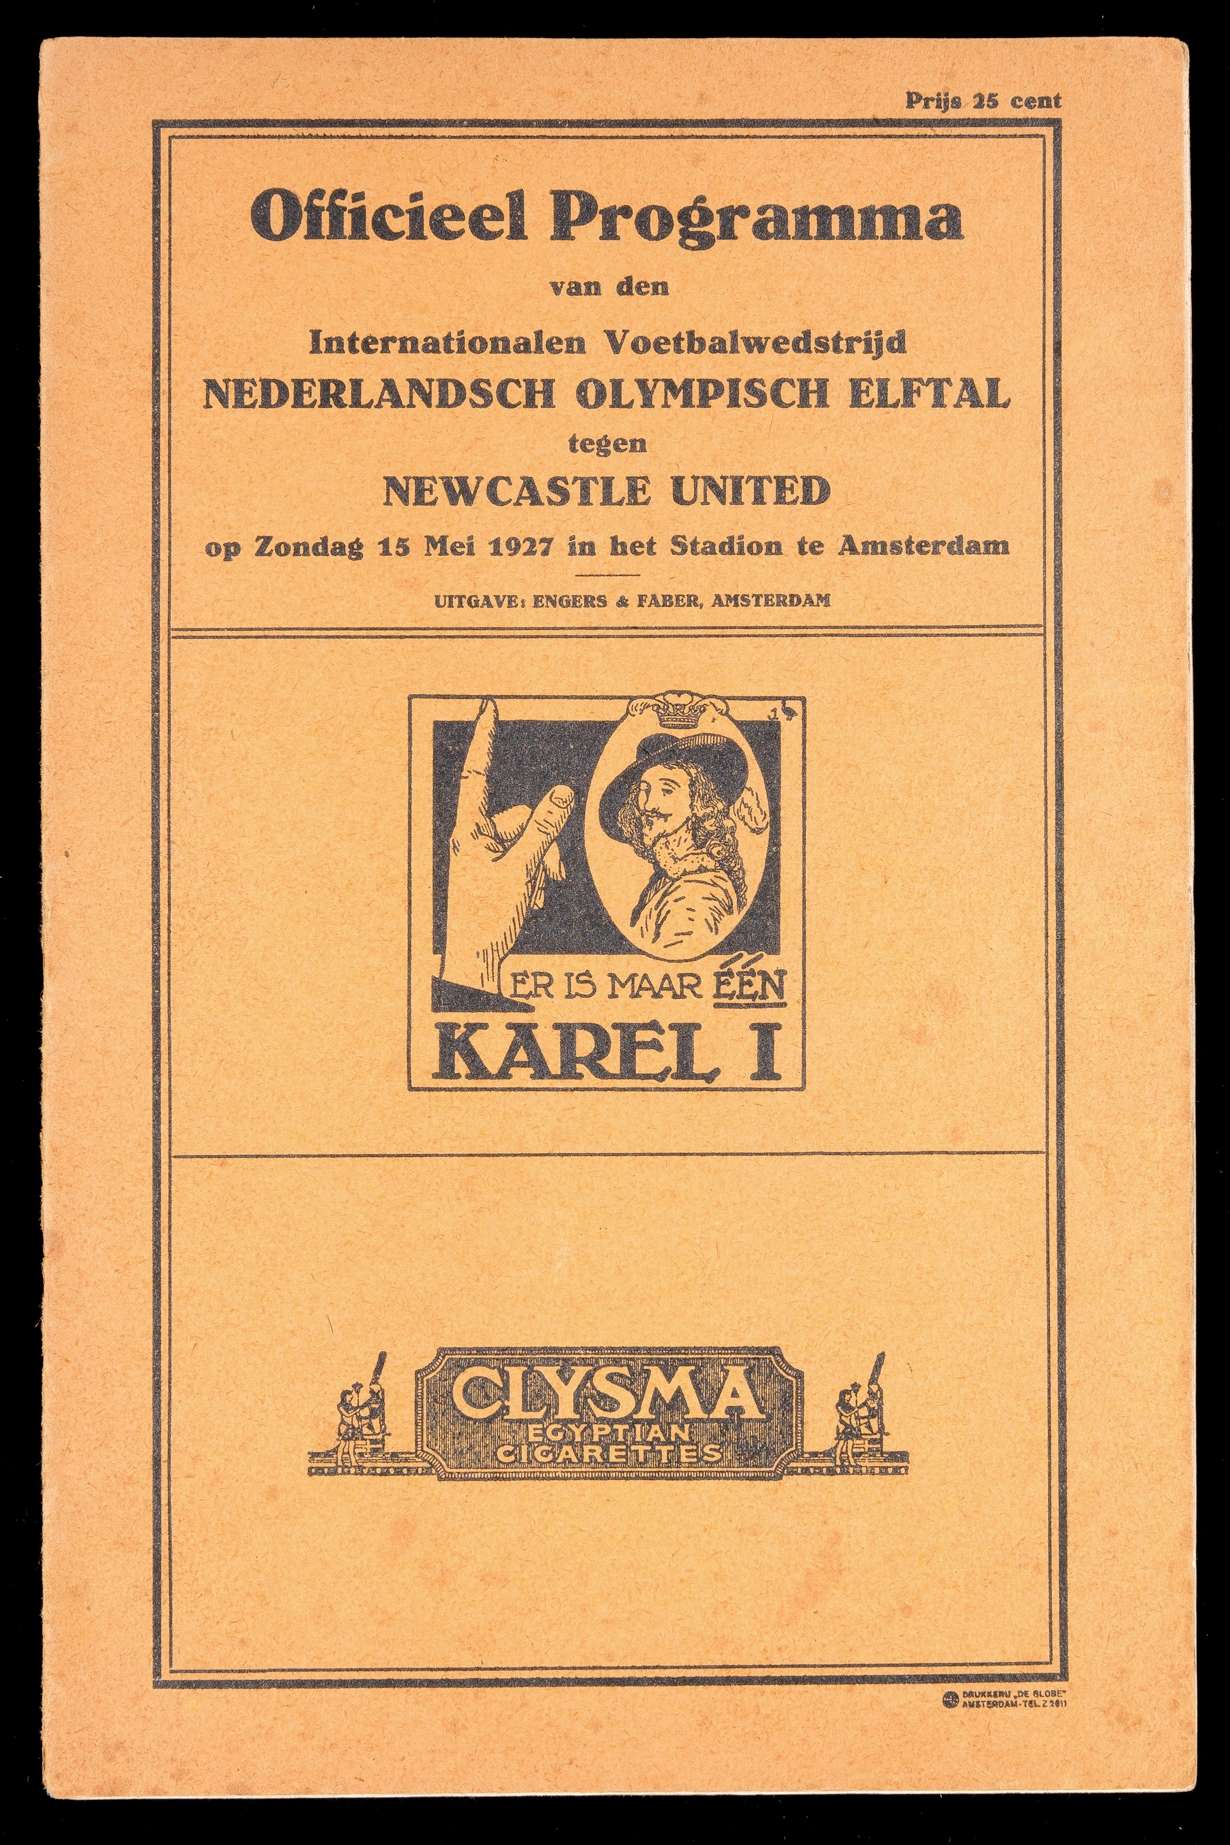 Prijs 25 cent
Officieel Programma
van den
Internationalen Voetbalwedstrijd
NEDERLANDSCH OLYMPISCH ELFTAL
tegen
NEWCASTLE UNITED
op Zondag 15 Mei 1927 in het Stadion te Amsterdam
UITGAVE: ENGERS & FABER, AMSTERDAM
ER IS MAAR ÉÉN
KAREL I
CLYSMA
EGYPTIAN
CIGARETTES
DRUKKERIJ „DE GLOBE”
AMSTERDAM-TEL. 22611